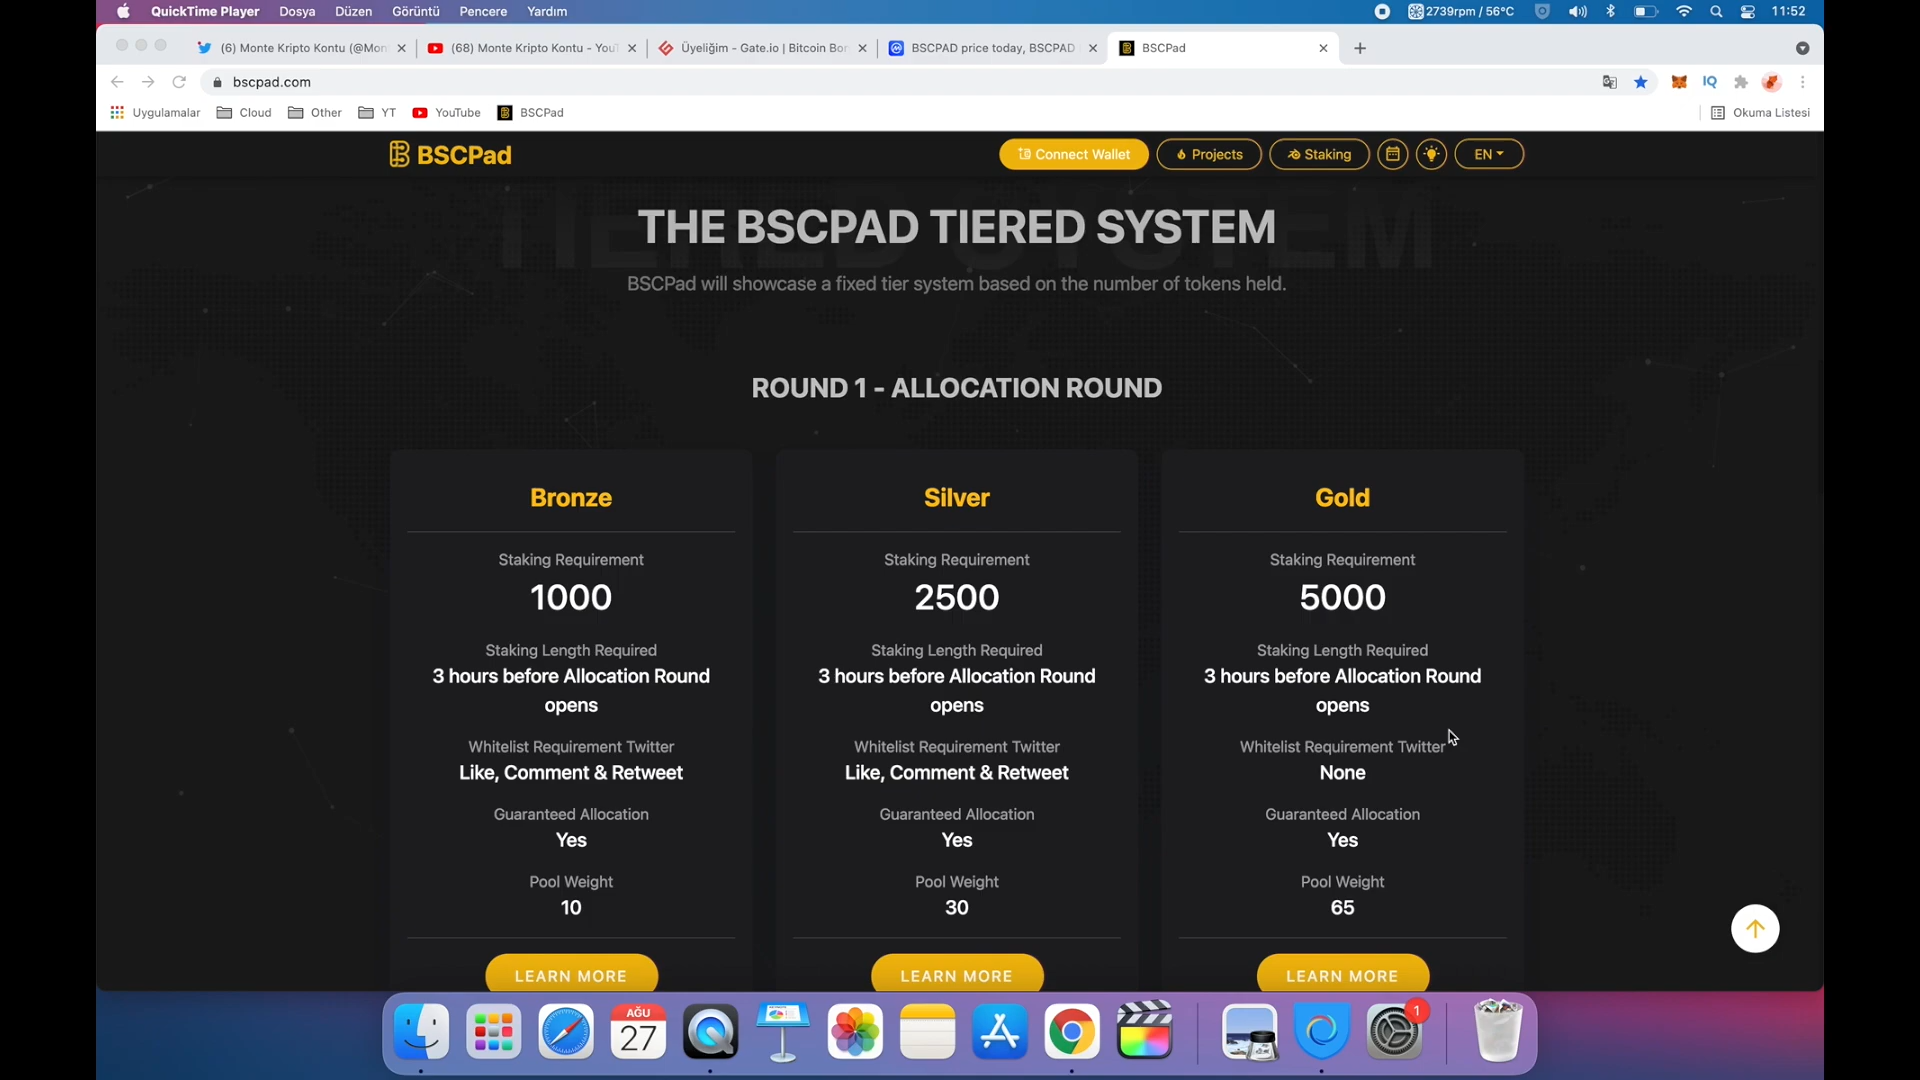 QuickTime Player Dosya Düzen Görüntü Pencere Yardım 2739rpm / 56°C 11:52
(6) Monte Kripto Kontu (@Mon (68) Monte Kripto Kontu - YouT Üyeliğim - Gate.io | Bitcoin Bor BSCPAD price today, BSCPAD BSCPad
bscpad.com
Uygulamalar Cloud Other YT YouTube BSCPad Okuma Listesi
BSCPad Connect Wallet Projects Staking EN
TIERED SYSTEM
THE BSCPAD TIERED SYSTEM
BSCPad will showcase a fixed tier system based on the number of tokens held.
ROUND 1 - ALLOCATION ROUND
Bronze Silver Gold
Staking Requirement Staking Requirement Staking Requirement
1000 2500 5000
Staking Length Required Staking Length Required Staking Length Required
3 hours before Allocation Round 3 hours before Allocation Round 3 hours before Allocation Round
opens opens opens
Whitelist Requirement Twitter Whitelist Requirement Twitter Whitelist Requirement Twitter
Like, Comment & Retweet Like, Comment & Retweet None
Guaranteed Allocation Guaranteed Allocation Guaranteed Allocation
Yes Yes Yes
Pool Weight Pool Weight Pool Weight
10 30 65
LEARN MORE LEARN MORE LEARN MORE
AĞU
27
1